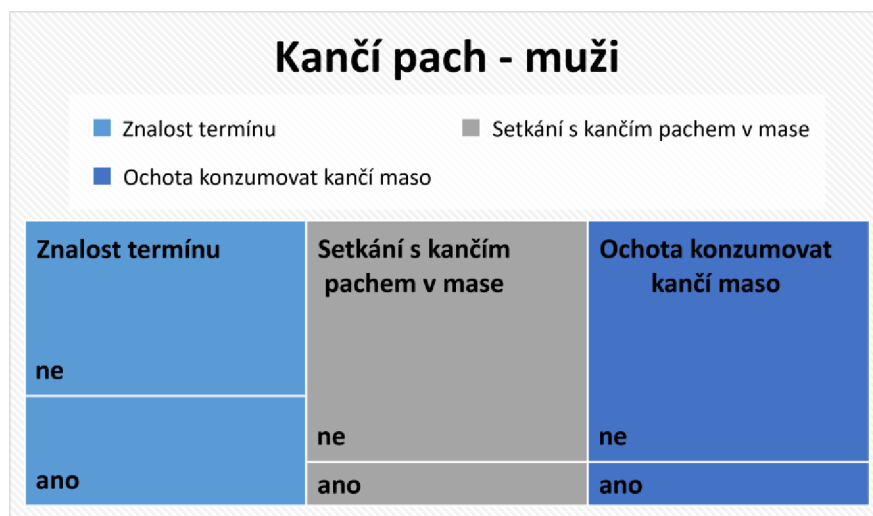 Kančí pach - muži
Znalost termínu
Setkání s kančím pachem v mase
Ochota konzumovat kančí maso
Znalost termínu
ne
ano
Setkání s kančím
pachem v mase
ne
ano
Ochota konzumovat
kančí maso
ne
ano